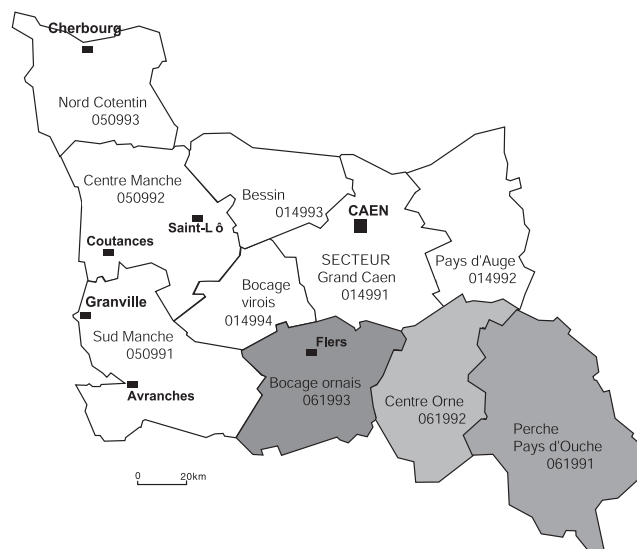 Cherbourg
Nord Cotentin
050993
Centre Manche
050992
Saint-L ô
Coutances
Bessin
014993
CAEN
SECTEUR
Grand Caen
014991
Pays d'Auge
014992
Bocage
virois
014994
Granville
Sud Manche
050991
Avranches
Flers
Bocage ornais
061993
Centre Orne
061992
Perche
Pays d'Ouche
061991
0 20km